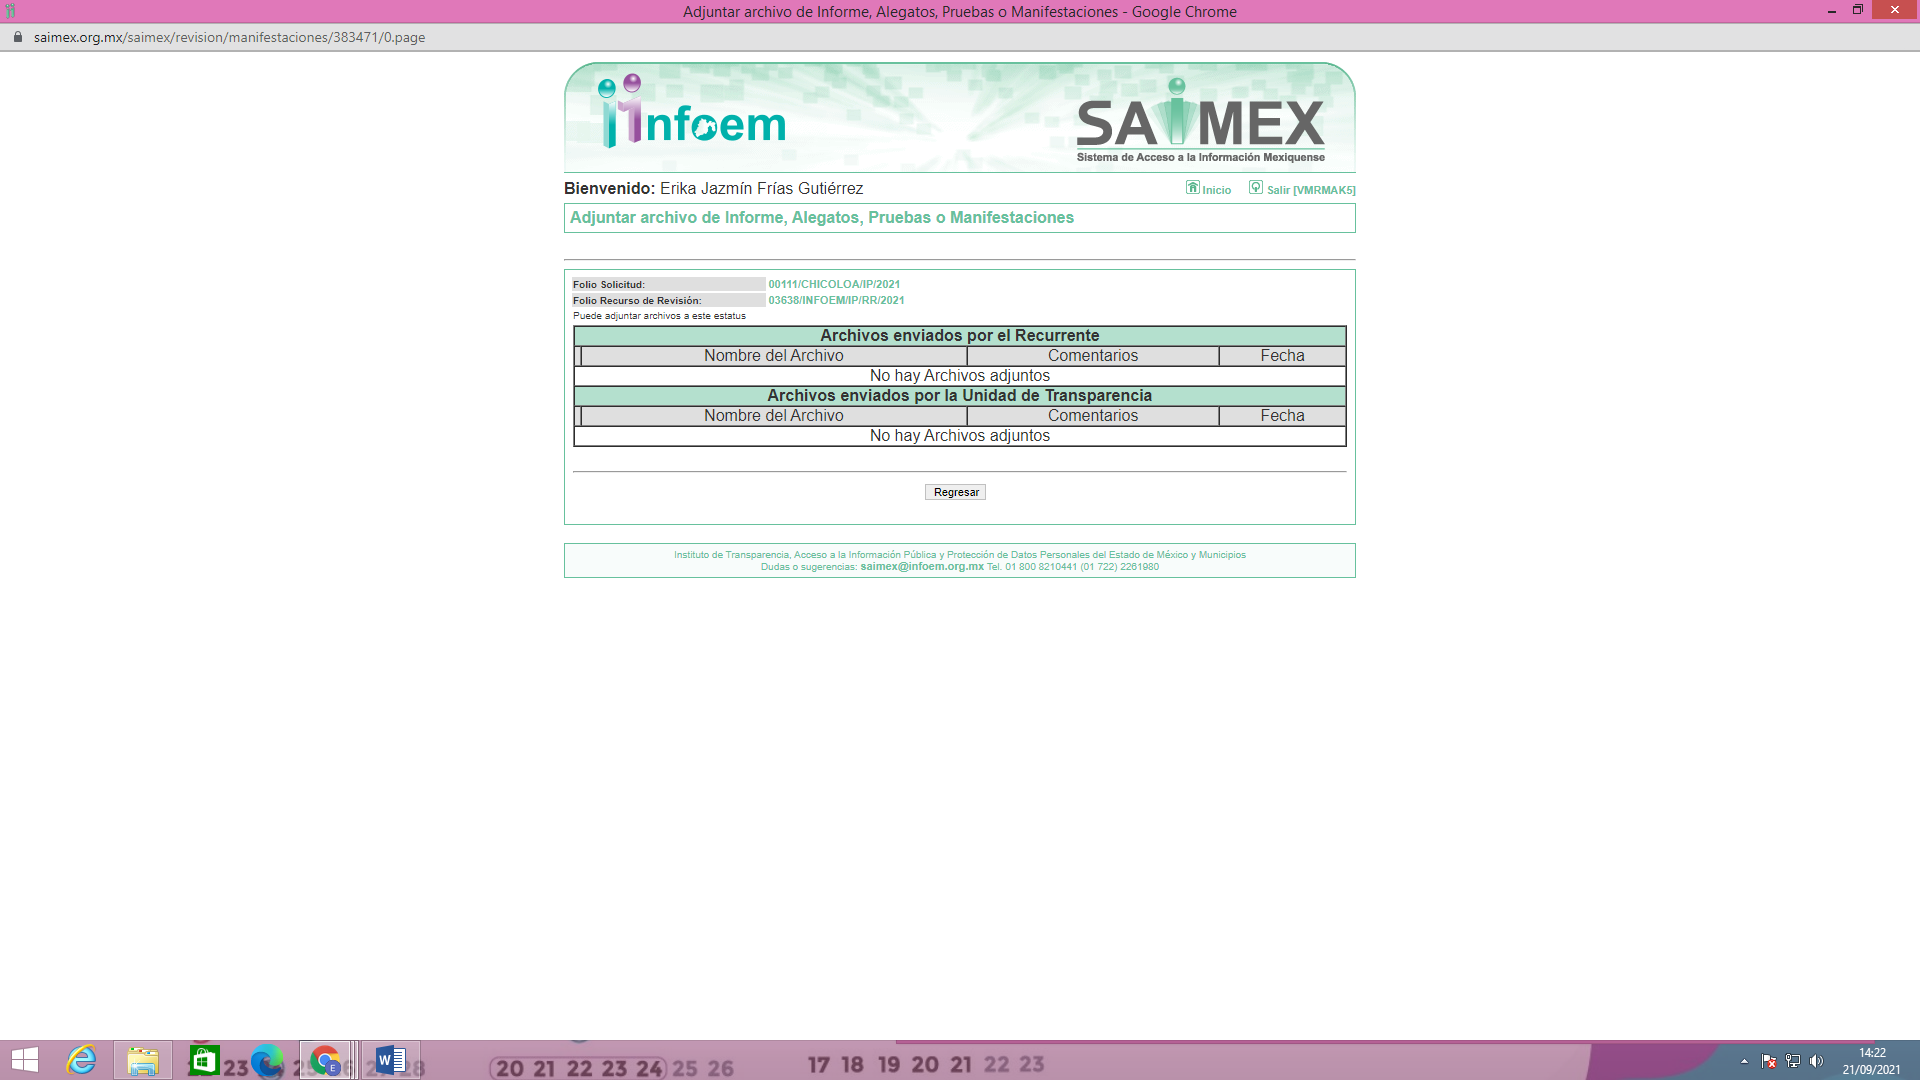 Adjuntar archivo de Informe, Alegatos, Pruebas o Manifestaciones - Google Chrome
saimex.org.mx/saimex/revision/manifestaciones/383471/0.page
infoem
SAIMEX
Sistema de Acceso a la Información Mexiquense
Bienvenido: Erika Jazmín Frías Gutiérrez
Inicio Salir [VMRMAK5]
Adjuntar archivo de Informe, Alegatos, Pruebas o Manifestaciones
Folio Solicitud: 00111/CHICOLOA/IP/2021
Folio Recurso de Revisión: 03638/INFOEM/IP/RR/2021
Puede adjuntar archivos a este estatus
Archivos enviados por el Recurrente
Nombre del Archivo Comentarios Fecha
No hay Archivos adjuntos
Archivos enviados por la Unidad de Transparencia
Nombre del Archivo Comentarios Fecha
No hay Archivos adjuntos
Regresar
Instituto de Transparencia, Acceso a la Información Pública y Protección de Datos Personales del Estado de México y Municipios
Dudas o sugerencias: saimex@infoem.org.mx Tel. 01 800 8210441 (01 722) 2261980
23 28 20 21 22 23 24 25 26 17 18 19 20 21 22 23
14:22
21/09/2021